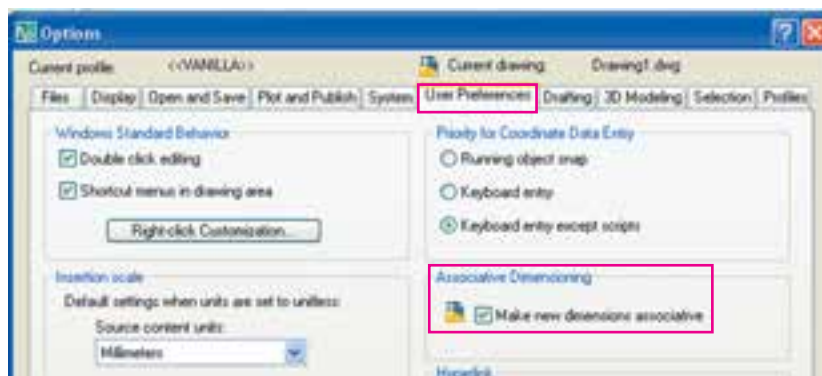 Options
Current profile: <<VANILLA>> Current drawing: Drawing1.dwg
Files Display Open and Save Plot and Publish System User Preferences Drafting 3D Modeling Selection Profiles
Windows Standard Behavior
Double click editing
Shortcut menus in drawing area
Right-click Customization...
Insertion scale
Default settings when units are set to unitless:
Source content units:
Millimeters
Priority for Coordinate Data Entry
Running object snap
Keyboard entry
Keyboard entry except scripts
Associative Dimensioning
Make new dimensions associative
Hyperlink